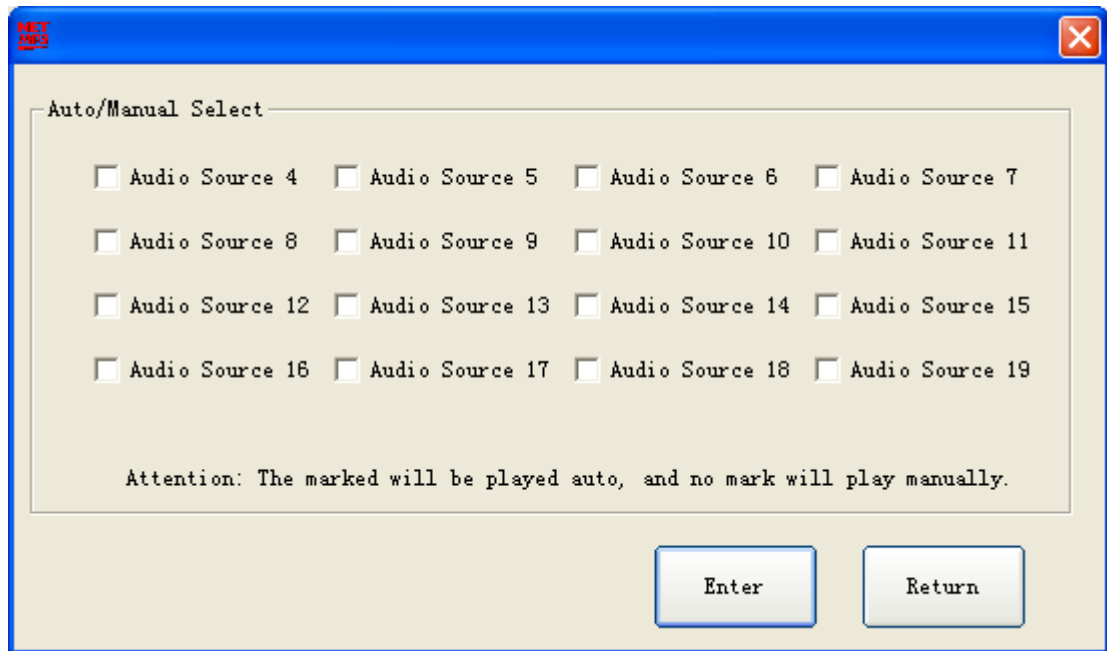 NET
MRS
Auto/Manual Select
Audio Source 4 Audio Source 5 Audio Source 6 Audio Source 7
Audio Source 8 Audio Source 9 Audio Source 10 Audio Source 11
Audio Source 12 Audio Source 13 Audio Source 14 Audio Source 15
Audio Source 16 Audio Source 17 Audio Source 18 Audio Source 19
Attention: The marked will be played auto, and no mark will play manually.
Enter Return